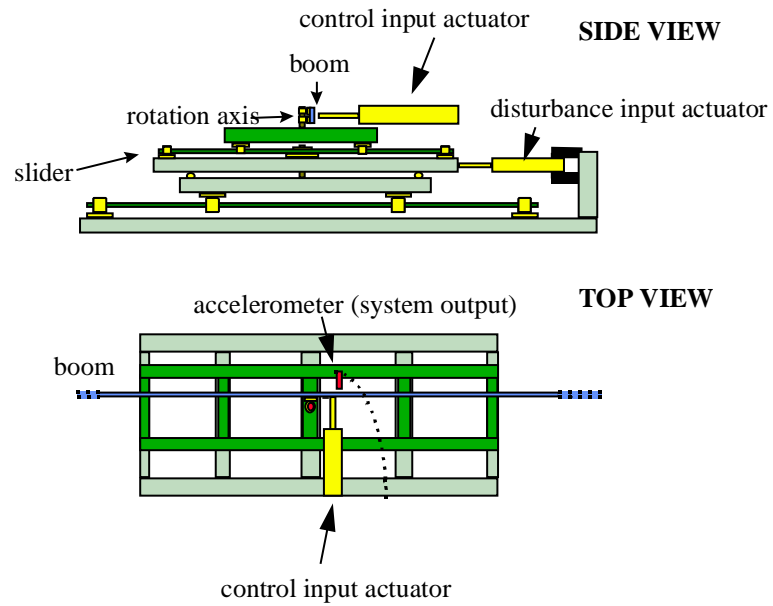 control input actuator
SIDE VIEW
boom
rotation axis
disturbance input actuator
slider
accelerometer (system output)
TOP VIEW
boom
control input actuator